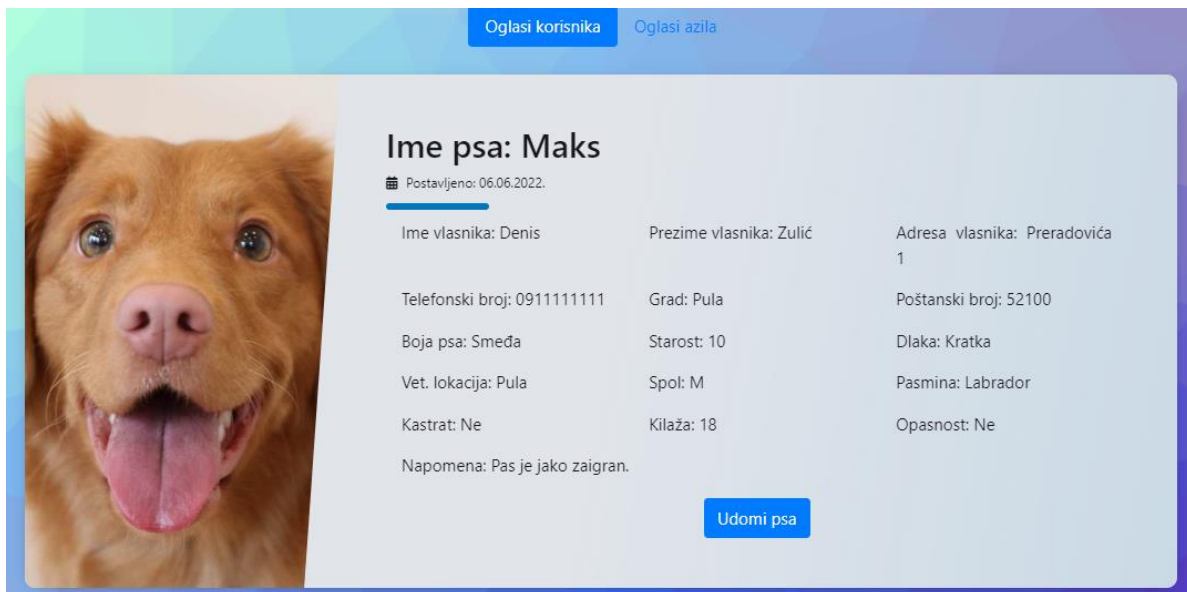 Oglasi korisnika Oglasi azila
Ime psa: Maks
Postavljeno: 06.06.2022.
Ime vlasnika: Denis Prezime vlasnika: Zulić Adresa vlasnika: Preradovića
1
Telefonski broj: 0911111111 Grad: Pula Poštanski broj: 52100
Boja psa: Smeđa Starost: 10 Dlaka: Kratka
Vet. lokacija: Pula Spol: M Pasmina: Labrador
Kastrat: Ne Kilaža: 18 Opasnost: Ne
Napomena: Pas je jako zaigran.
Udomi psa